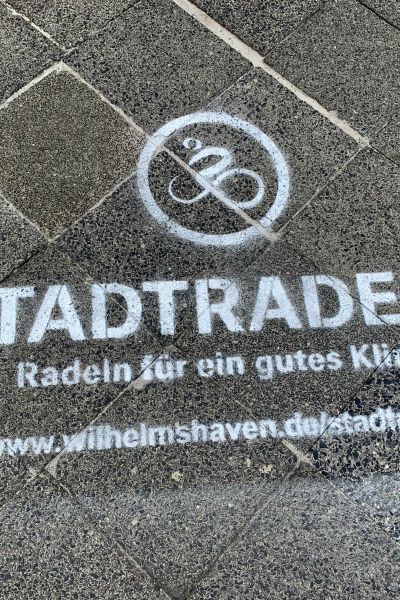 TADTRADE
Radeln für ein gutes Kli
www.wilhelmshaven.de/stadt